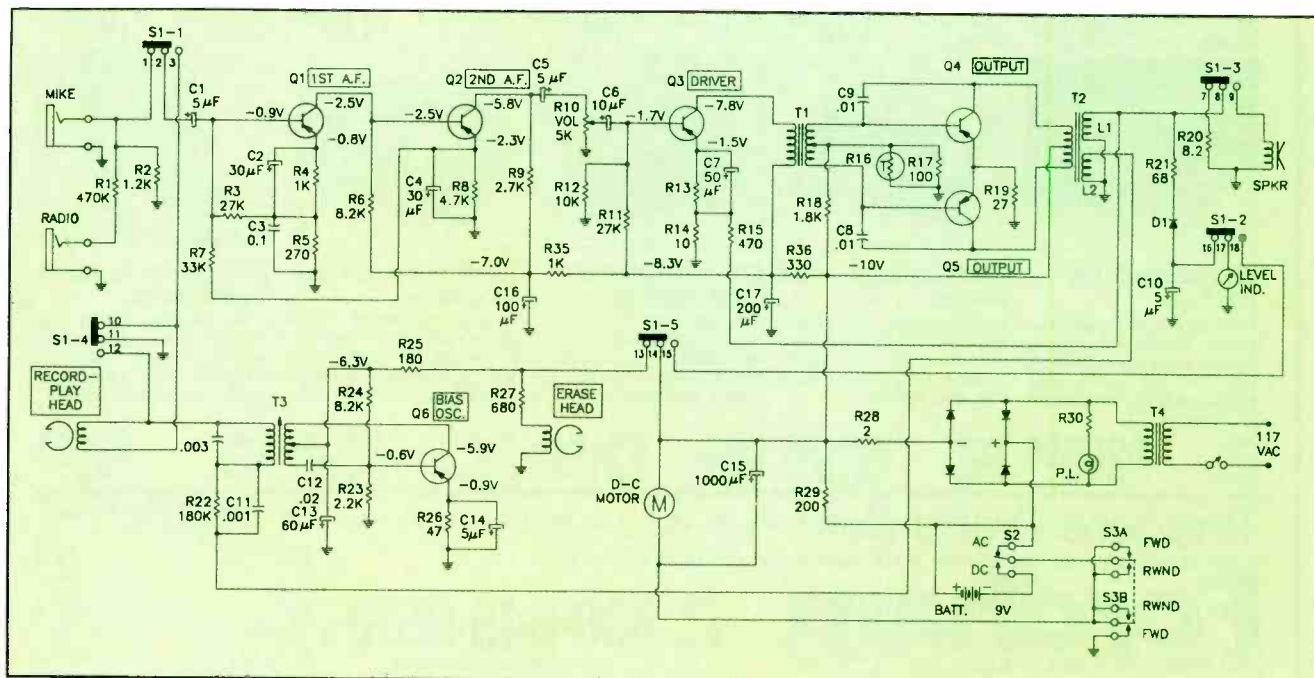 S1-1
1 2 3
MIKE
C1
5 µF
Q1 1ST A.F.
-2.5V
-0.9V
-0.8V
Q2 2ND A.F.
-5.8V
-2.5V
-2.3V
C5
5 µF
R10
VOL
5K
C6
10µF
Q3 DRIVER
-7.8V
-1.7V
-1.5V
T1
C9
.01
Q4 OUTPUT
T2
L1
L2
S1-3
7 8 9
R20
8.2
SPKR
R2
1.2K
R1
470K
RADIO
R3
27K
C2
30µF
R4
1K
C3
0.1
R5
270
R7
33K
R6
8.2K
C4
30
µF
R8
4.7K
R9
2.7K
R12
10K
R11
27K
C7
50
µF
R13
R14
10
R15
470
R16
T
R17
100
R18
1.8K
C8
.01
R19
27
Q5 OUTPUT
R21
68
D1
S1-2
16 17 18
LEVEL
IND.
C10
5
µF
-7.0V
R35
1K
-8.3V
R36
330
-10V
C16
100
µF
C17
200
µF
S1-4
10
11
12
RECORD-
PLAY HEAD
.003
T3
-6.3V
R25
180
R24
8.2K
Q6
BIAS
OSC.
R27
680
ERASE
HEAD
S1-5
13 14 15
-5.9V
-0.6V
-0.9V
R22
180K
C11
.001
C12
.02
C13
60µF
R23
2.2K
R26
47
C14
5µF
D-C
MOTOR
M
C15
1000µF
R28
2
R29
200
- +
R30
P.L.
T4
117
VAC
AC
S2
DC
+ -
BATT. 9V
S3A
FWD
RWND
S3B
RWND
FWD